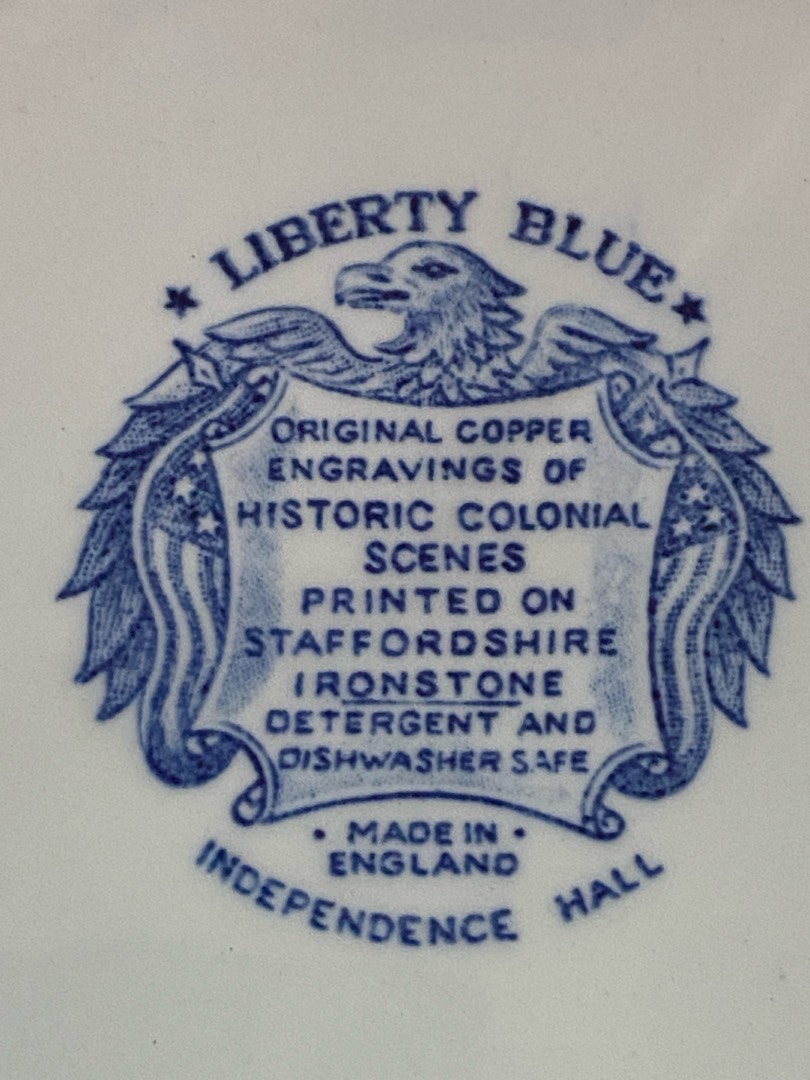 ★ LIBERTY BLUE ★
ORIGINAL COPPER
ENGRAVINGS OF
HISTORIC COLONIAL
SCENES
PRINTED ON
STAFFORDSHIRE
IRONSTONE
DETERGENT AND
DISHWASHER SAFE
• MADE IN •
ENGLAND
INDEPENDENCE HALL